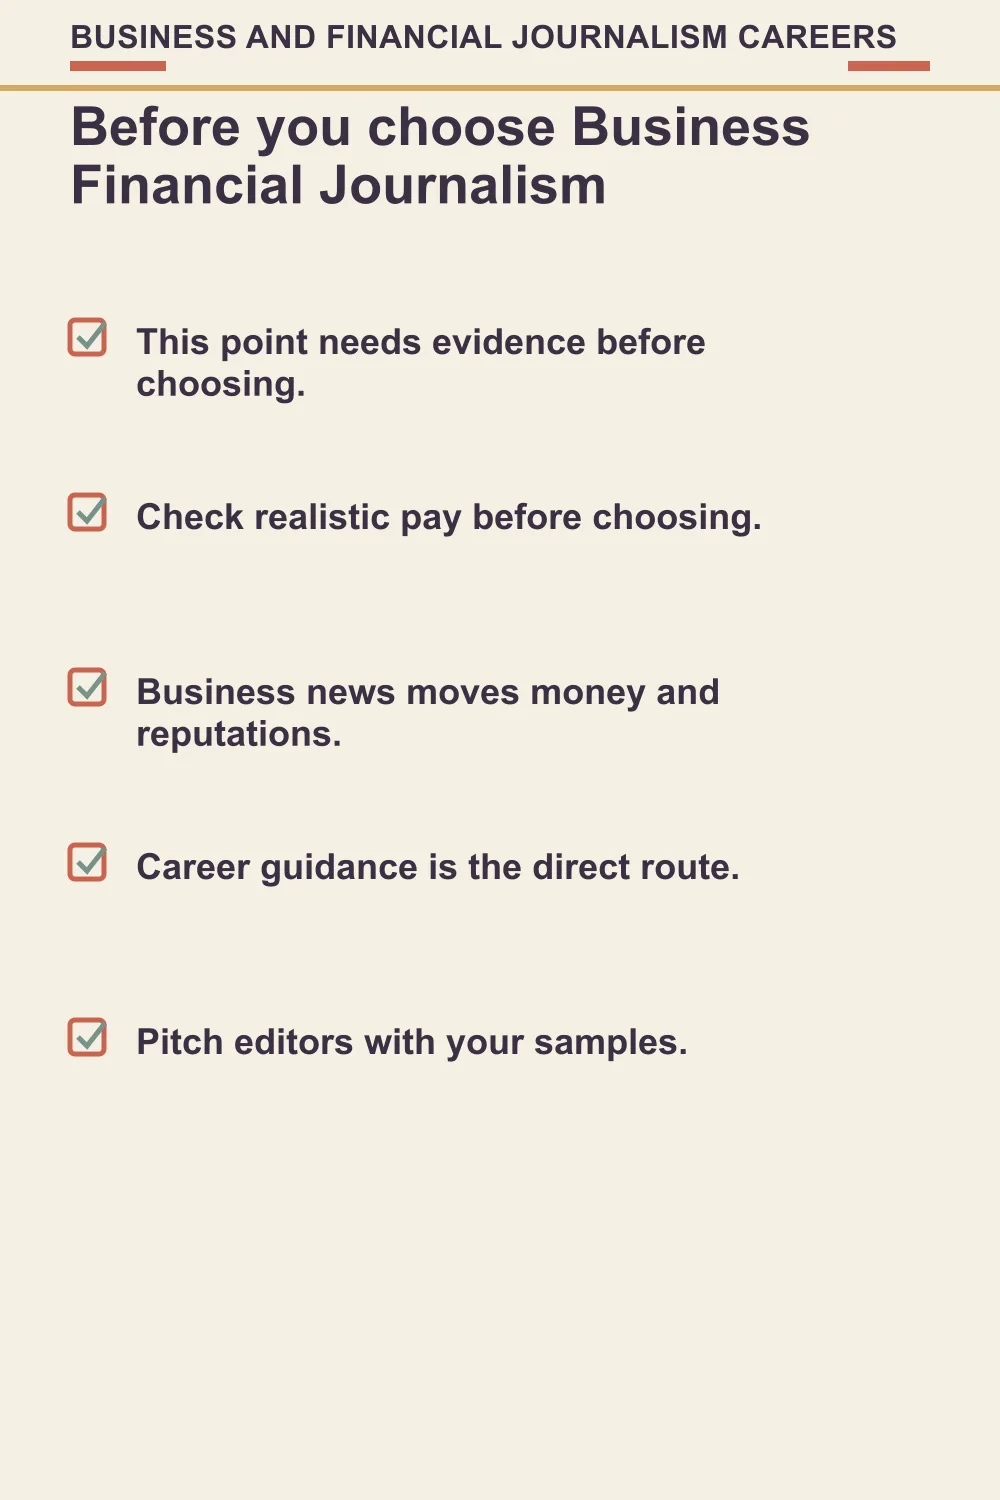 BUSINESS AND FINANCIAL JOURNALISM CAREERS
Before you choose Business
Financial Journalism
This point needs evidence before
choosing.
Check realistic pay before choosing.
Business news moves money and
reputations.
Career guidance is the direct route.
Pitch editors with your samples.